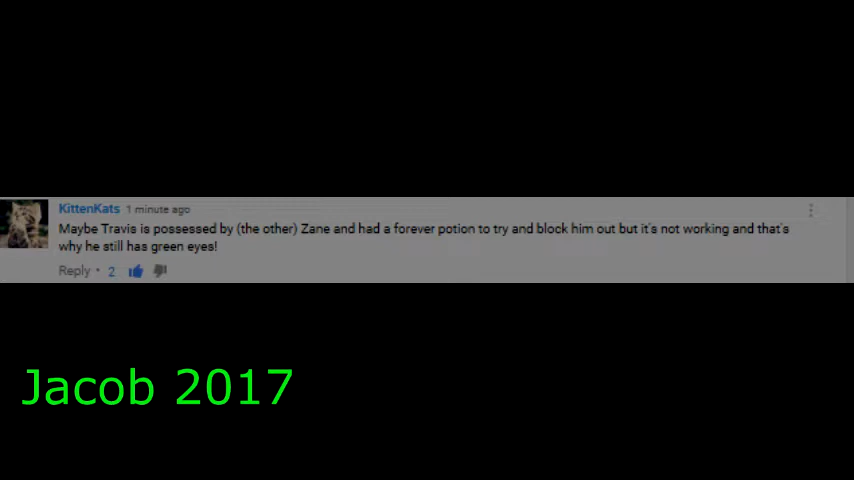 KittenKats 1 minute ago
Maybe Travis is possessed by (the other) Zane and had a forever potion to try and block him out but it's not working and that's
why he still has green eyes!
Reply • 2
Jacob 2017